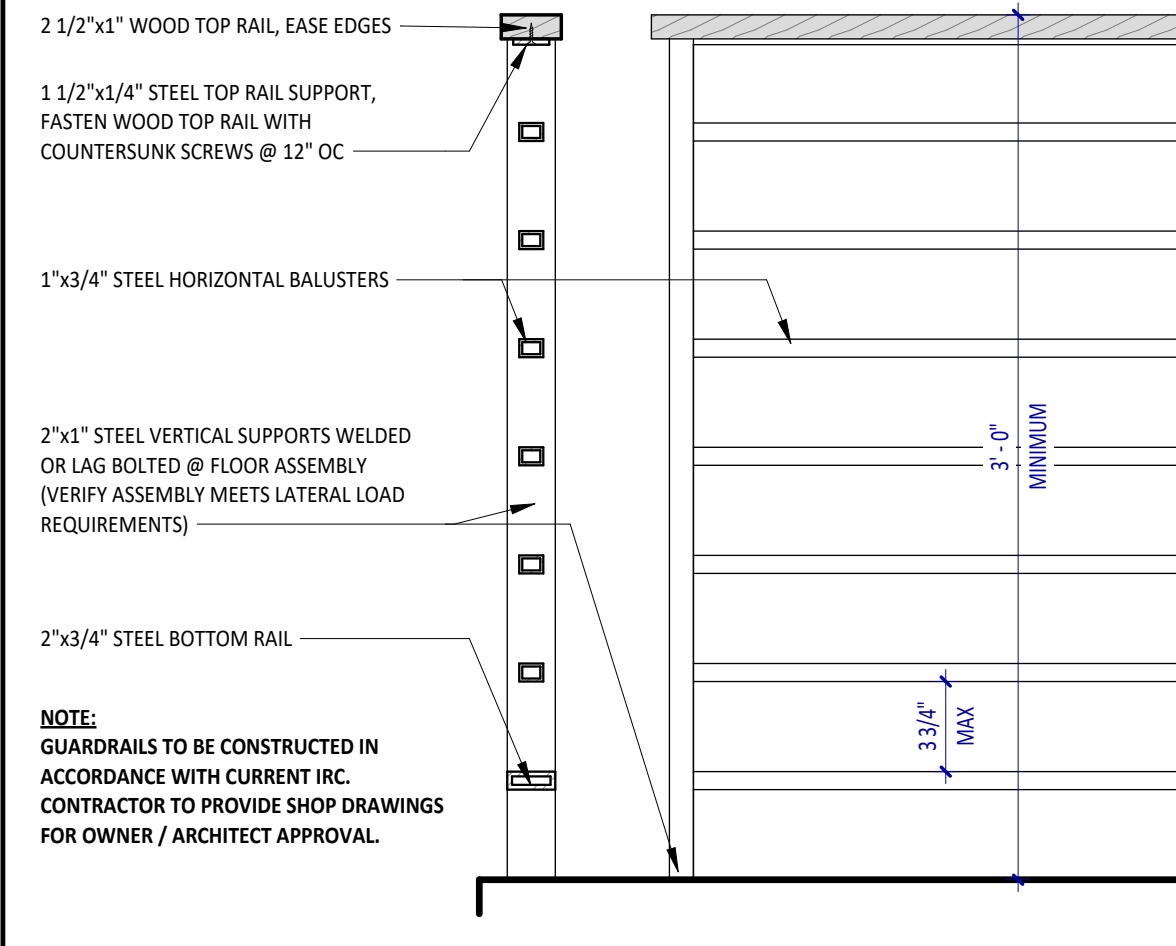 2 1/2"x1" WOOD TOP RAIL, EASE EDGES
1 1/2"x1/4" STEEL TOP RAIL SUPPORT,
FASTEN WOOD TOP RAIL WITH
COUNTERSUNK SCREWS @ 12" OC
1"x3/4" STEEL HORIZONTAL BALUSTERS
2"x1" STEEL VERTICAL SUPPORTS WELDED
OR LAG BOLTED @ FLOOR ASSEMBLY
(VERIFY ASSEMBLY MEETS LATERAL LOAD
REQUIREMENTS)
2"x3/4" STEEL BOTTOM RAIL
NOTE:
GUARDRAILS TO BE CONSTRUCTED IN
ACCORDANCE WITH CURRENT IRC.
CONTRACTOR TO PROVIDE SHOP DRAWINGS
FOR OWNER / ARCHITECT APPROVAL.
3' - 0"
MINIMUM
3 3/4"
MAX